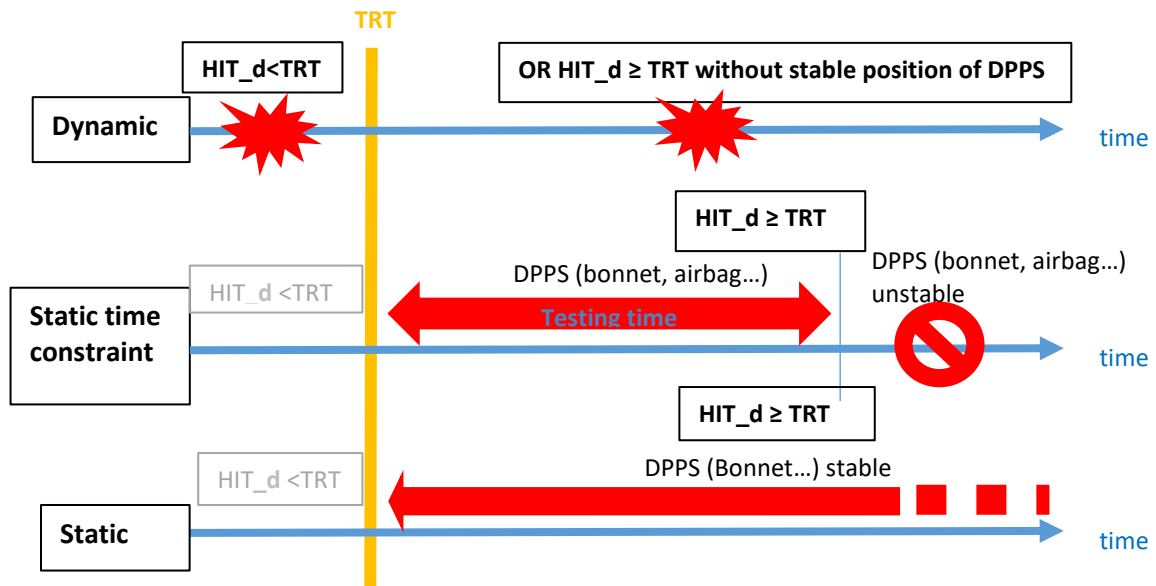 TRT
HIT_d<TRT
OR HIT_d ≥ TRT without stable position of DPPS
Dynamic
time
HIT_d ≥ TRT
DPPS (bonnet, airbag…)
DPPS (bonnet, airbag…)
unstable
HIT_d <TRT
Testing time
Static time
constraint
time
HIT_d ≥ TRT
HIT_d <TRT
DPPS (Bonnet…) stable
Static
time